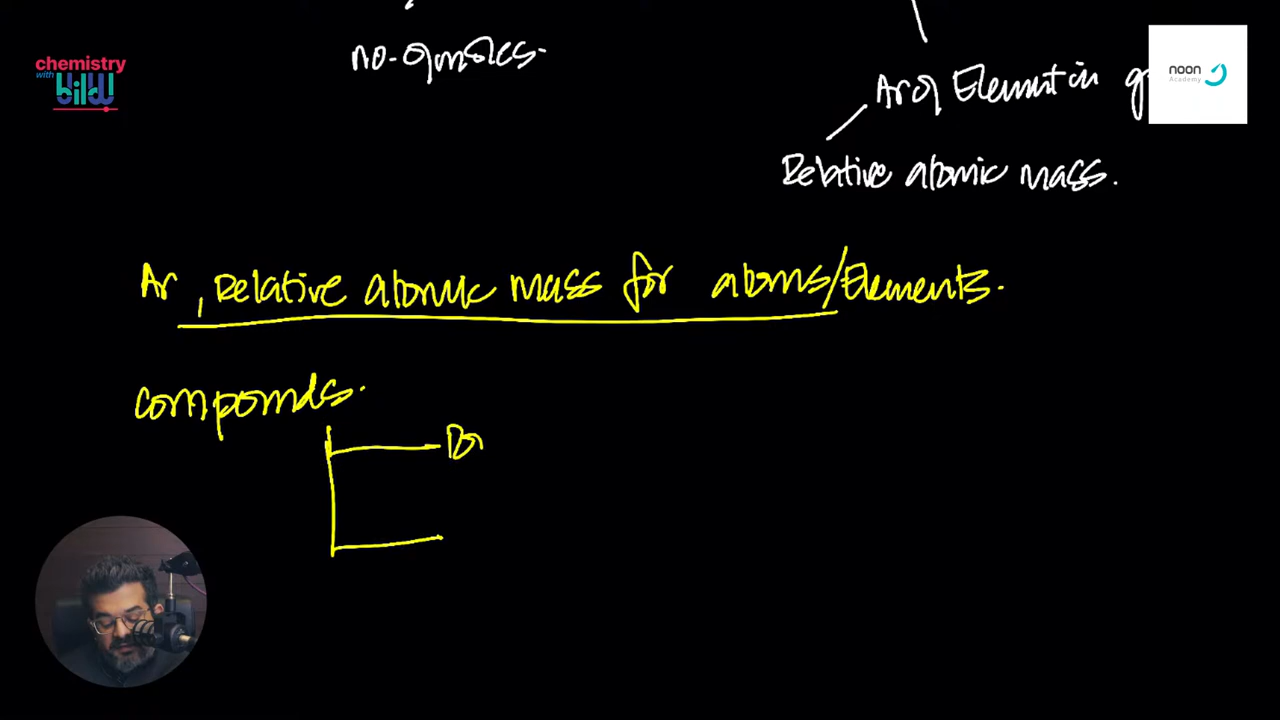 chemistry
with
bilal
noon
Academy
no. of moles.
Ar of Element in
Relative atomic mass.
Ar, Relative atomic mass for atoms/Elements.
compounds.